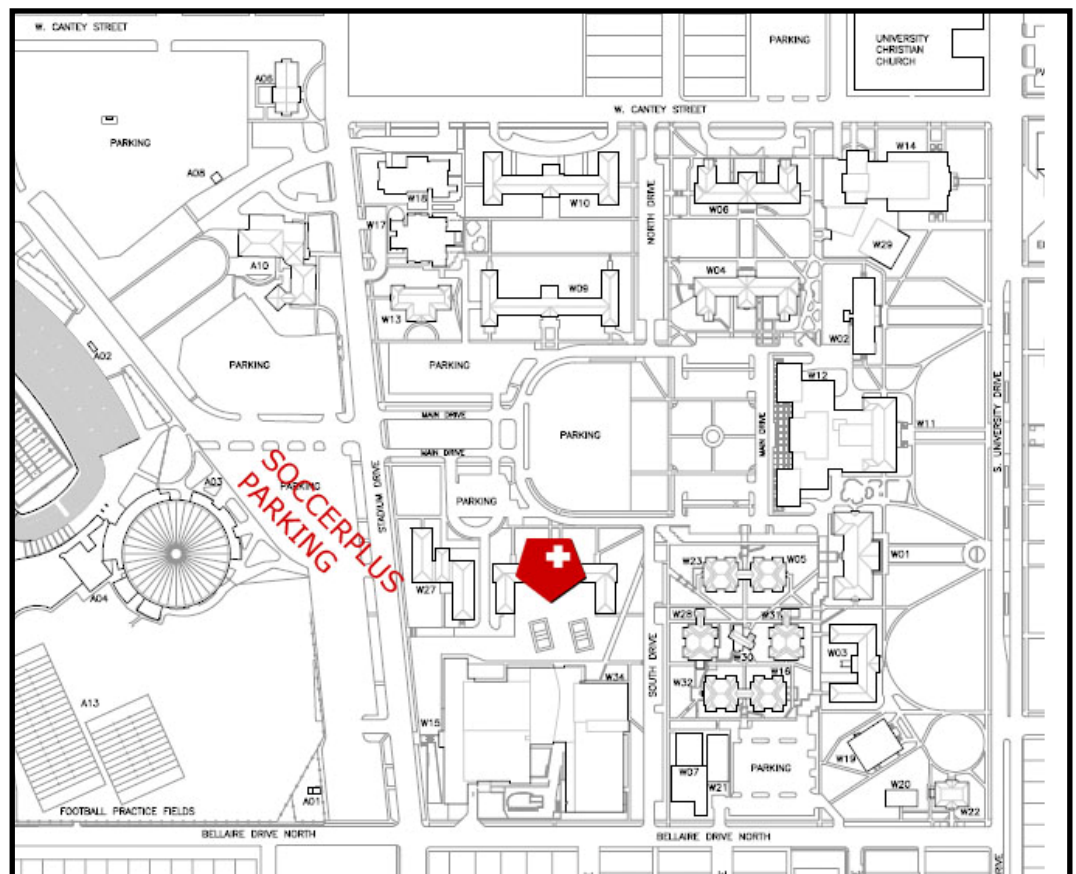 W. CANTEY STREET
PARKING
UNIVERSITY
CHRISTIAN
CHURCH
A06
W. CANTEY STREET
PARKING
A08
W18
W10
W06
W14
W17
NORTH DRIVE
W29
A10
W04
W09
W13
W02
A02
PARKING
PARKING
W12
S. UNIVERSITY DRIVE
MAIN DRIVE
PARKING
MAIN DRIVE
W11
MAIN DRIVE
SOCCERPLUS
PARKING
PARKING
A03
STADIUM DRIVE
PARKING
W23
W05
W01
A04
W27
W28
W31
W30
W03
SOUTH DRIVE
W32
W16
W34
A13
W15
W19
W07
PARKING
W21
W20
A01
W22
FOOTBALL PRACTICE FIELDS
BELLAIRE DRIVE NORTH
BELLAIRE DRIVE NORTH
DRIVE